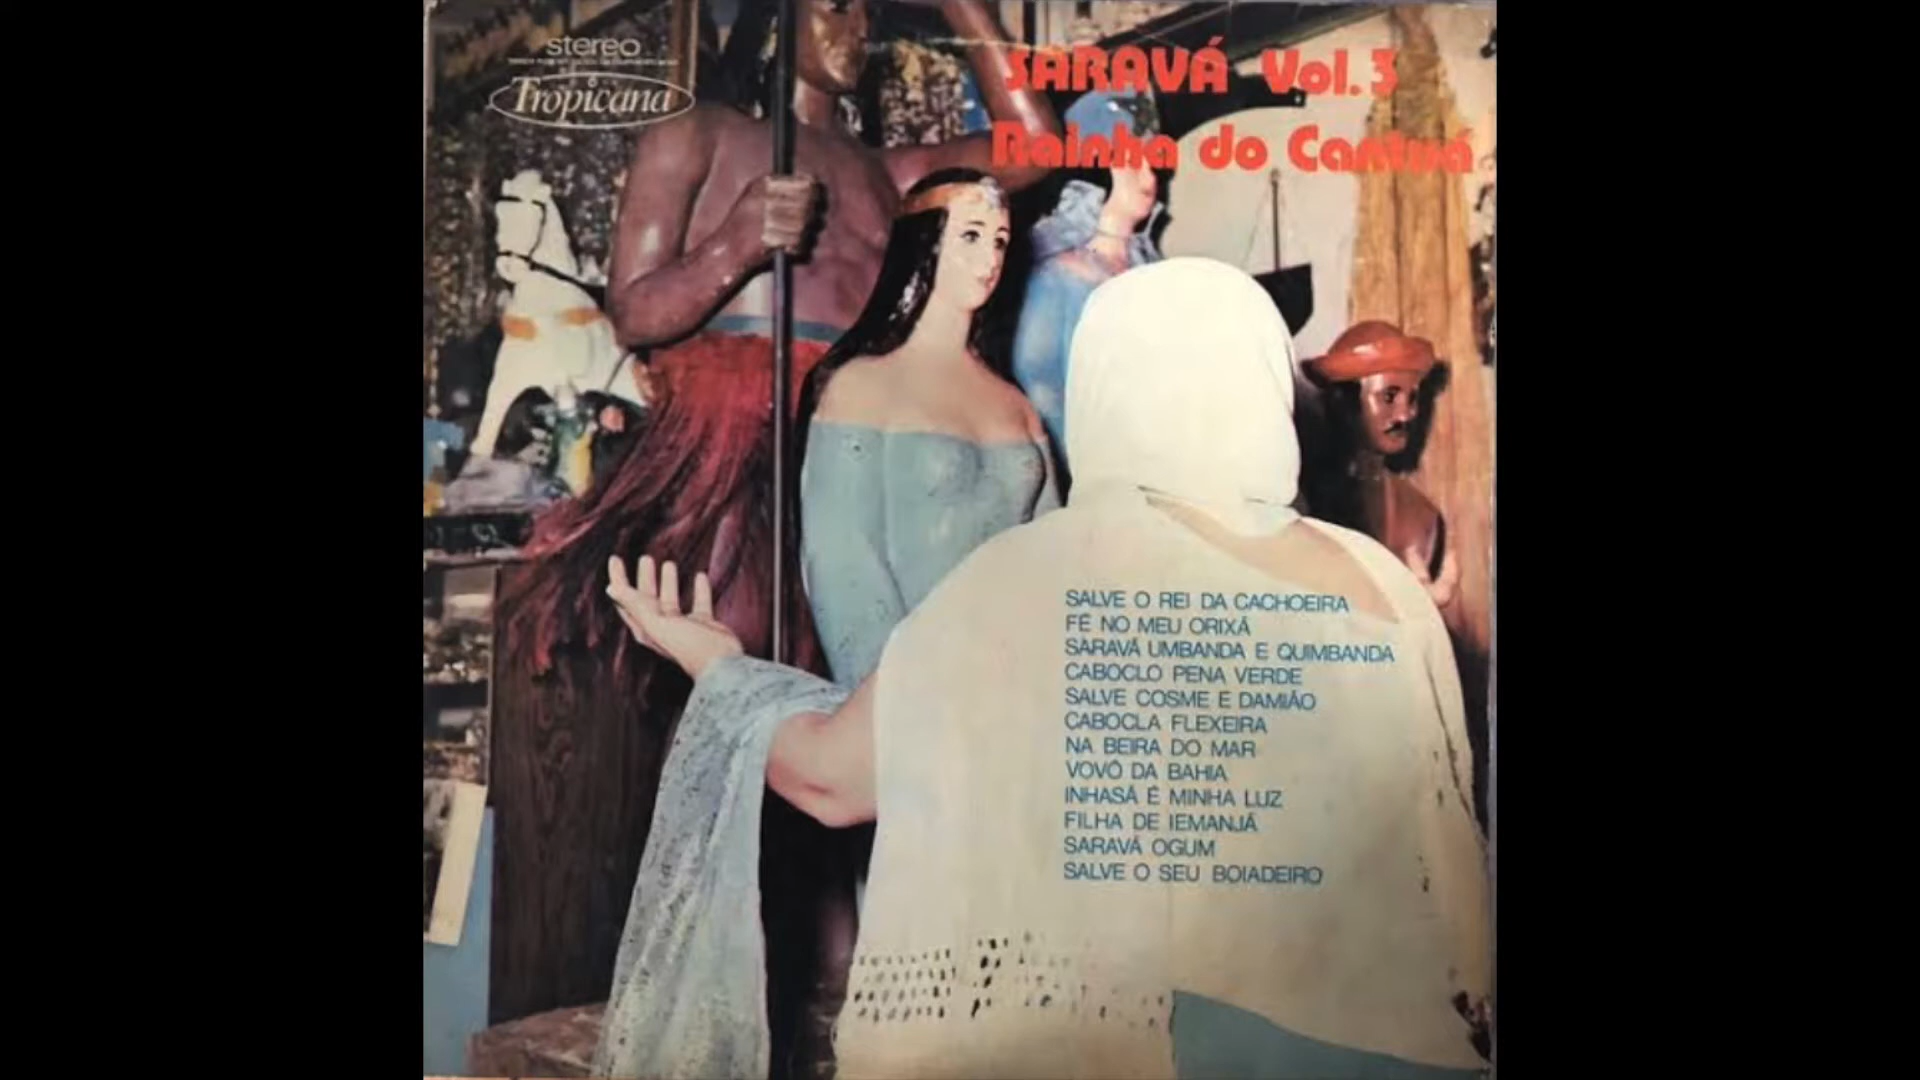 stereo
Tropicana
SARAVÁ Vol. 3
Rainha do Cantuá
SALVE O REI DA CACHOEIRA
FÉ NO MEU ORIXÁ
SARAVÁ UMBANDA E QUIMBANDA
CABOCLO PENA VERDE
SALVE COSME E DAMIÃO
CABOCLA FLEXEIRA
NA BEIRA DO MAR
VOVÓ DA BAHIA
INHASÃ É MINHA LUZ
FILHA DE IEMANJÁ
SARAVÁ OGUM
SALVE O SEU BOIADEIRO